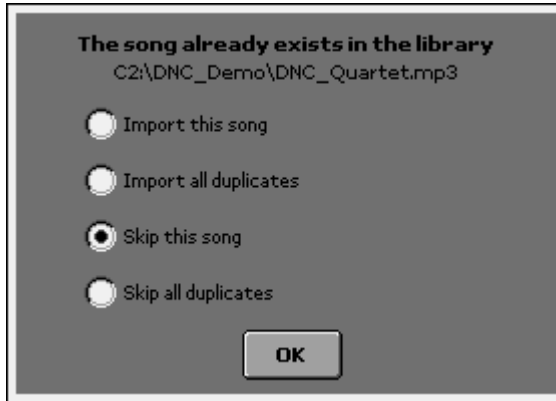 The song already exists in the library
C2:\DNC_Demo\DNC_Quartet.mp3
Import this song
Import all duplicates
Skip this song
Skip all duplicates
OK